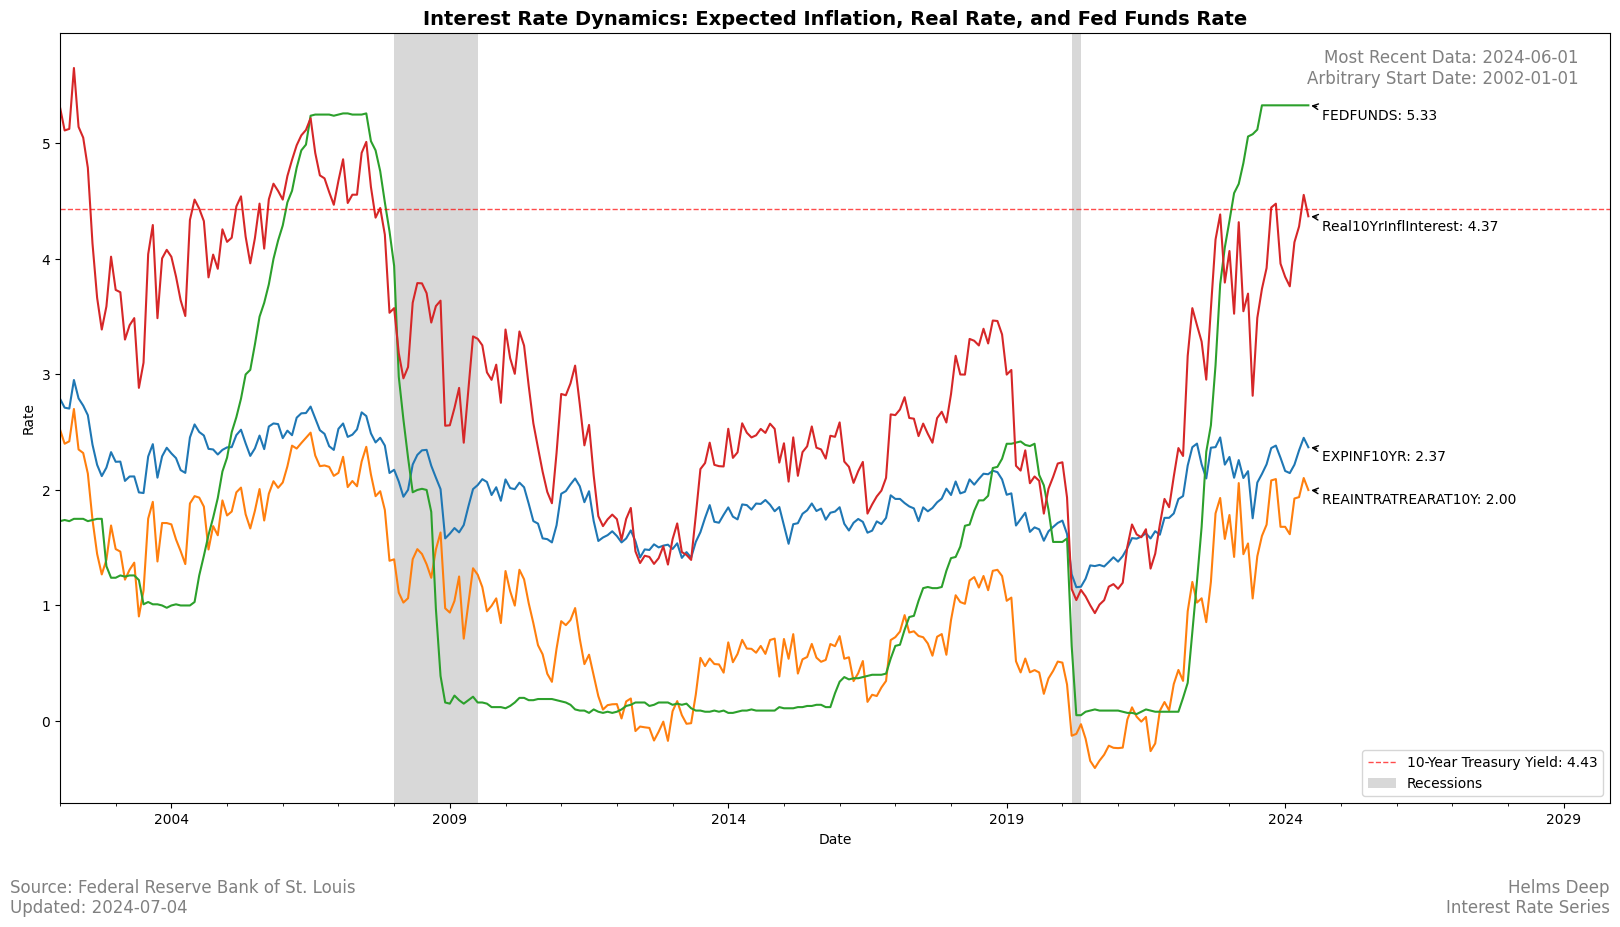 Interest Rate Dynamics: Expected Inflation, Real Rate, and Fed Funds Rate
Most Recent Data: 2024-06-01
Arbitrary Start Date: 2002-01-01
FEDFUNDS: 5.33
Real10YrInflInterest: 4.37
EXPINF10YR: 2.37
REAINTRATREARAT10Y: 2.00
5
4
3
2
1
0
Rate
10-Year Treasury Yield: 4.43
Recessions
2004
2009
2014
2019
2024
2029
Date
Source: Federal Reserve Bank of St. Louis
Updated: 2024-07-04
Helms Deep
Interest Rate Series